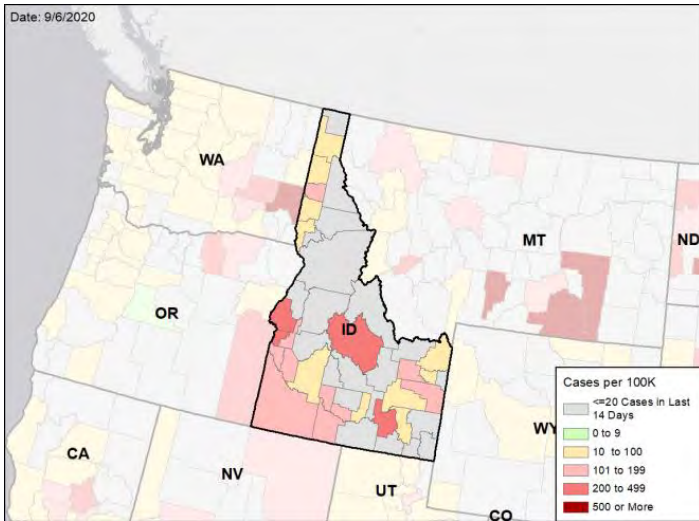 Date: 9/6/2020
WA
MT
ND
OR
ID
WY
CA
NV
UT
CO
Cases per 100K
<=20 Cases in Last
14 Days
0 to 9
10 to 100
101 to 199
200 to 499
500 or More